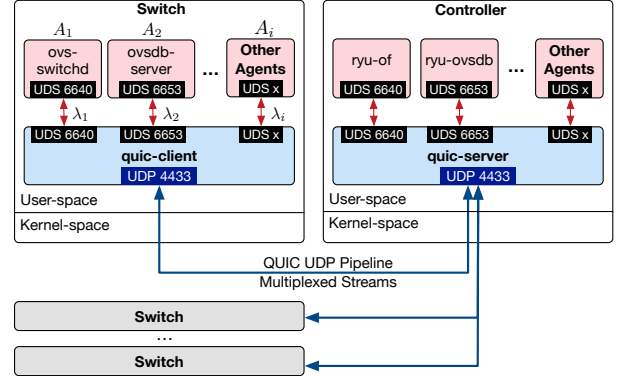 Switch
A₁
A₂
Aᵢ
ovs-
switchd
UDS 6640
ovsdb-
server
UDS 6653
...
Other
Agents
UDS x
λ₁
λ₂
λᵢ
UDS 6640
UDS 6653
UDS x
quic-client
UDP 4433
User-space
Kernel-space
Controller
ryu-of
UDS 6640
ryu-ovsdb
UDS 6653
...
Other
Agents
UDS x
UDS 6640
UDS 6653
UDS x
quic-server
UDP 4433
User-space
Kernel-space
QUIC UDP Pipeline
Multiplexed Streams
Switch
...
Switch